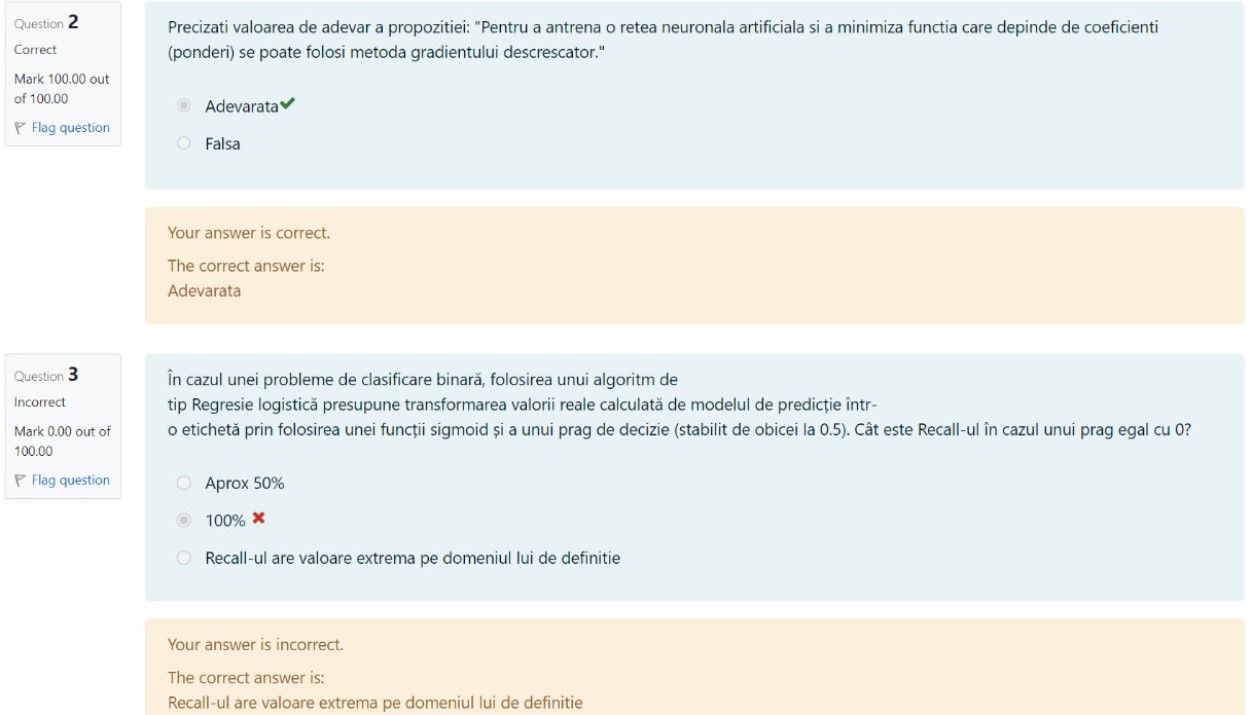 Question 2
Correct
Mark 100.00 out
of 100.00
Flag question
Precizati valoarea de adevar a propozitiei: "Pentru a antrena o retea neuronala artificiala si a minimiza functia care depinde de coeficienti
(ponderi) se poate folosi metoda gradientului descrescator."
Adevarata
Falsa
Your answer is correct.
The correct answer is:
Adevarata
Question 3
Incorrect
Mark 0.00 out of
100.00
Flag question
În cazul unei probleme de clasificare binară, folosirea unui algoritm de
tip Regresie logistică presupune transformarea valorii reale calculată de modelul de predicție într-
o etichetă prin folosirea unei funcții sigmoid și a unui prag de decizie (stabilit de obicei la 0.5). Cât este Recall-ul în cazul unui prag egal cu 0?
Aprox 50%
100%
Recall-ul are valoare extrema pe domeniul lui de definitie
Your answer is incorrect.
The correct answer is:
Recall-ul are valoare extrema pe domeniul lui de definitie